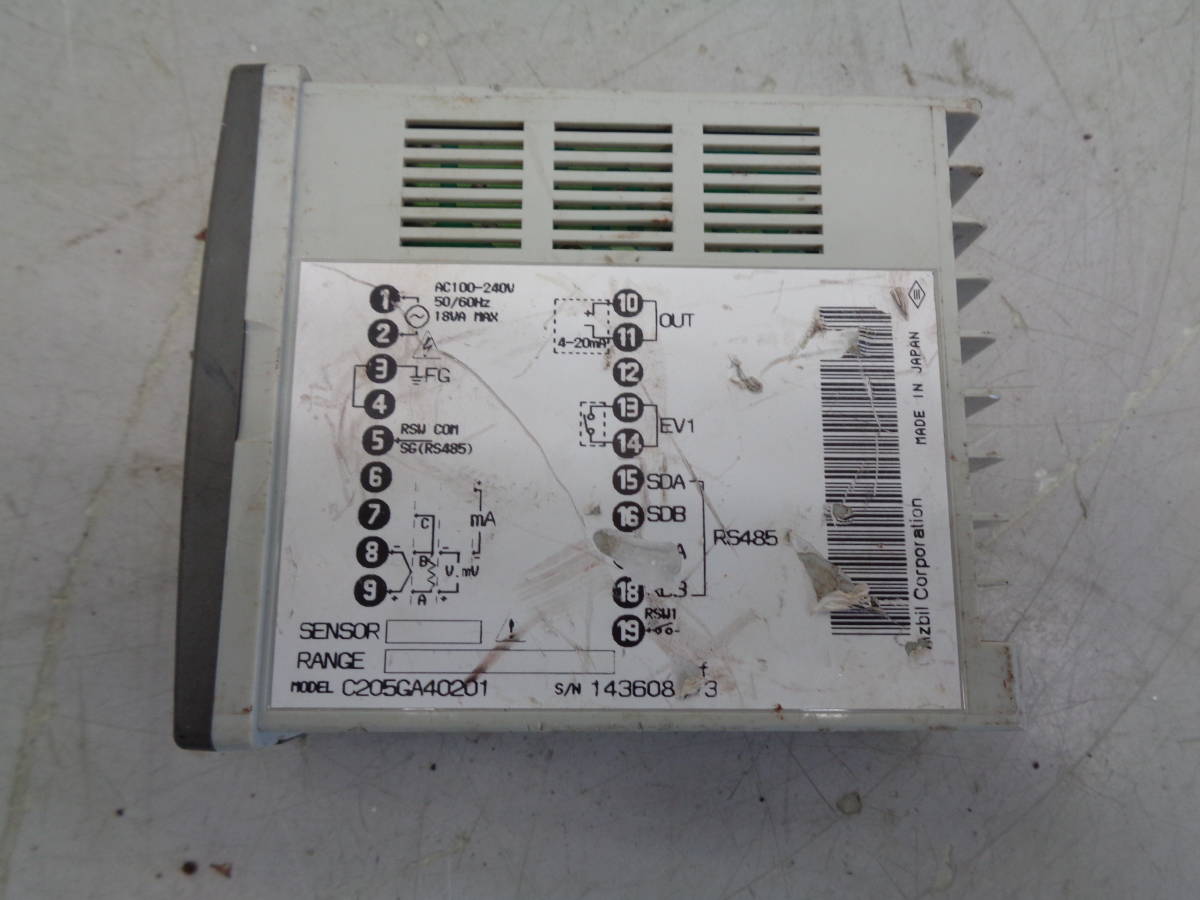 1
AC100-240V
50/60Hz
18VA MAX
2
3
FG
4
5
RSW COM
SG(RS485)
6
7
8
9
C
B
A
mA
V.mV
- +
+
10
OUT
11
4-20mA
12
13
EV1
14
15 SDA
16 SDB
RS485
A
18
19
RSW1
SENSOR
RANGE
MODEL C205GA40201
S/N 143608 3
MADE IN JAPAN
Corporation